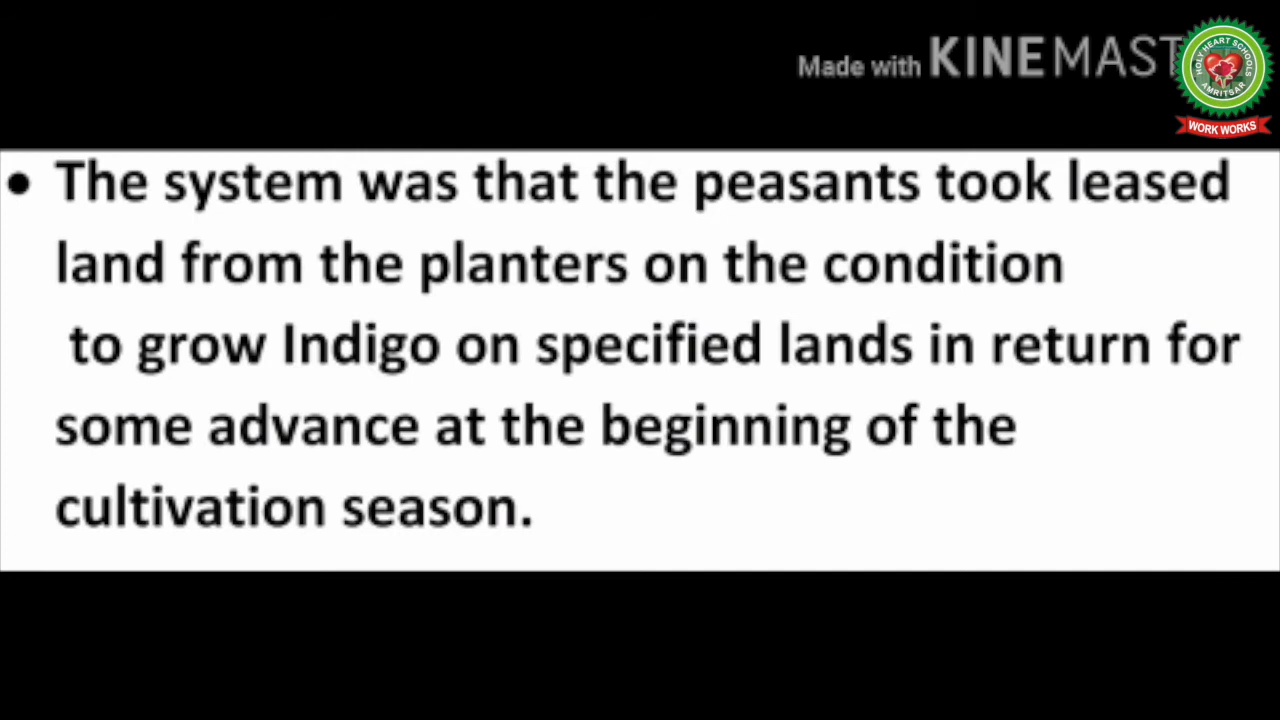 Made with KINEMAST
HOLY HEART SCHOOLS
AMRITSAR
WORK WORKS
• The system was that the peasants took leased
land from the planters on the condition
to grow Indigo on specified lands in return for
some advance at the beginning of the
cultivation season.